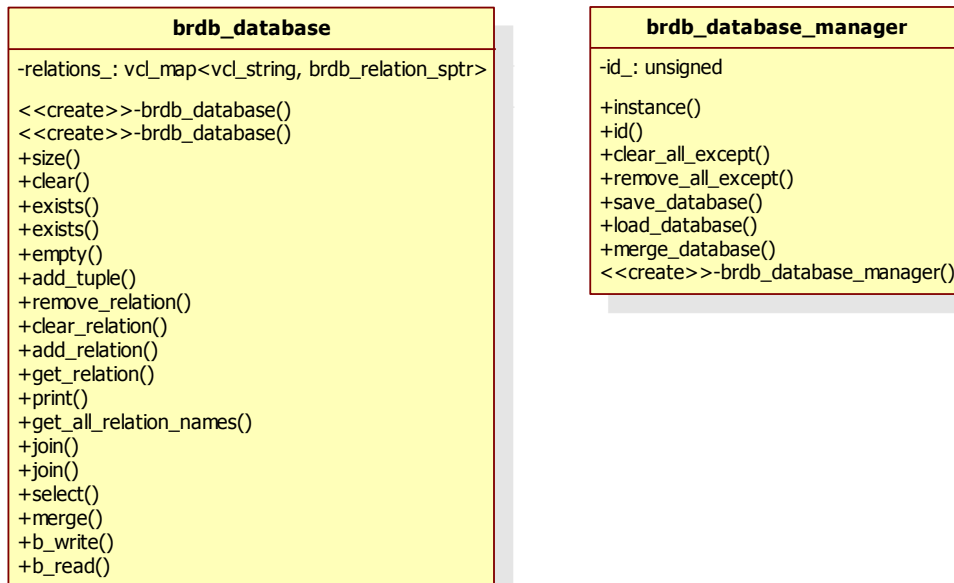 brdb_database
-relations_: vcl_map<vcl_string, brdb_relation_sptr>
<<create>>-brdb_database()
<<create>>-brdb_database()
+size()
+clear()
+exists()
+exists()
+empty()
+add_tuple()
+remove_relation()
+clear_relation()
+add_relation()
+get_relation()
+print()
+get_all_relation_names()
+join()
+join()
+select()
+merge()
+b_write()
+b_read()
brdb_database_manager
-id_: unsigned
+instance()
+id()
+clear_all_except()
+remove_all_except()
+save_database()
+load_database()
+merge_database()
<<create>>-brdb_database_manager()